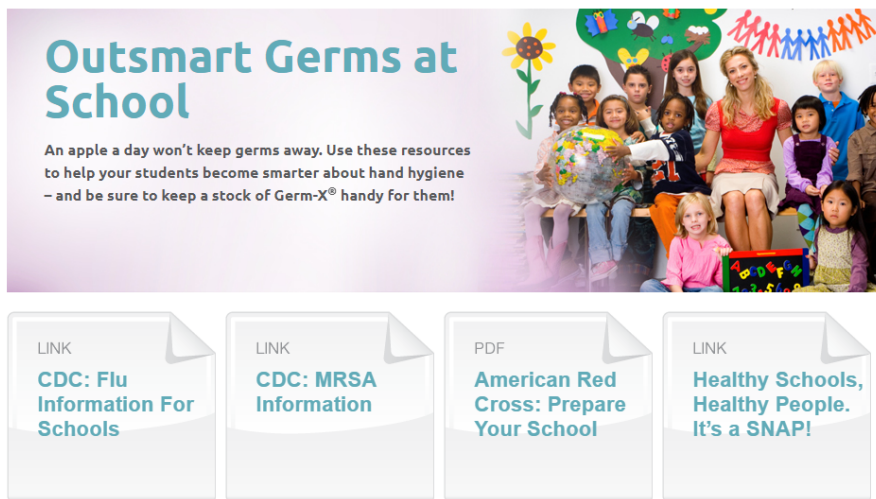 Outsmart Germs at
School
An apple a day won’t keep germs away. Use these resources
to help your students become smarter about hand hygiene
– and be sure to keep a stock of Germ-X® handy for them!
LINK
CDC: Flu
Information For
Schools
LINK
CDC: MRSA
Information
PDF
American Red
Cross: Prepare
Your School
LINK
Healthy Schools,
Healthy People.
It’s a SNAP!